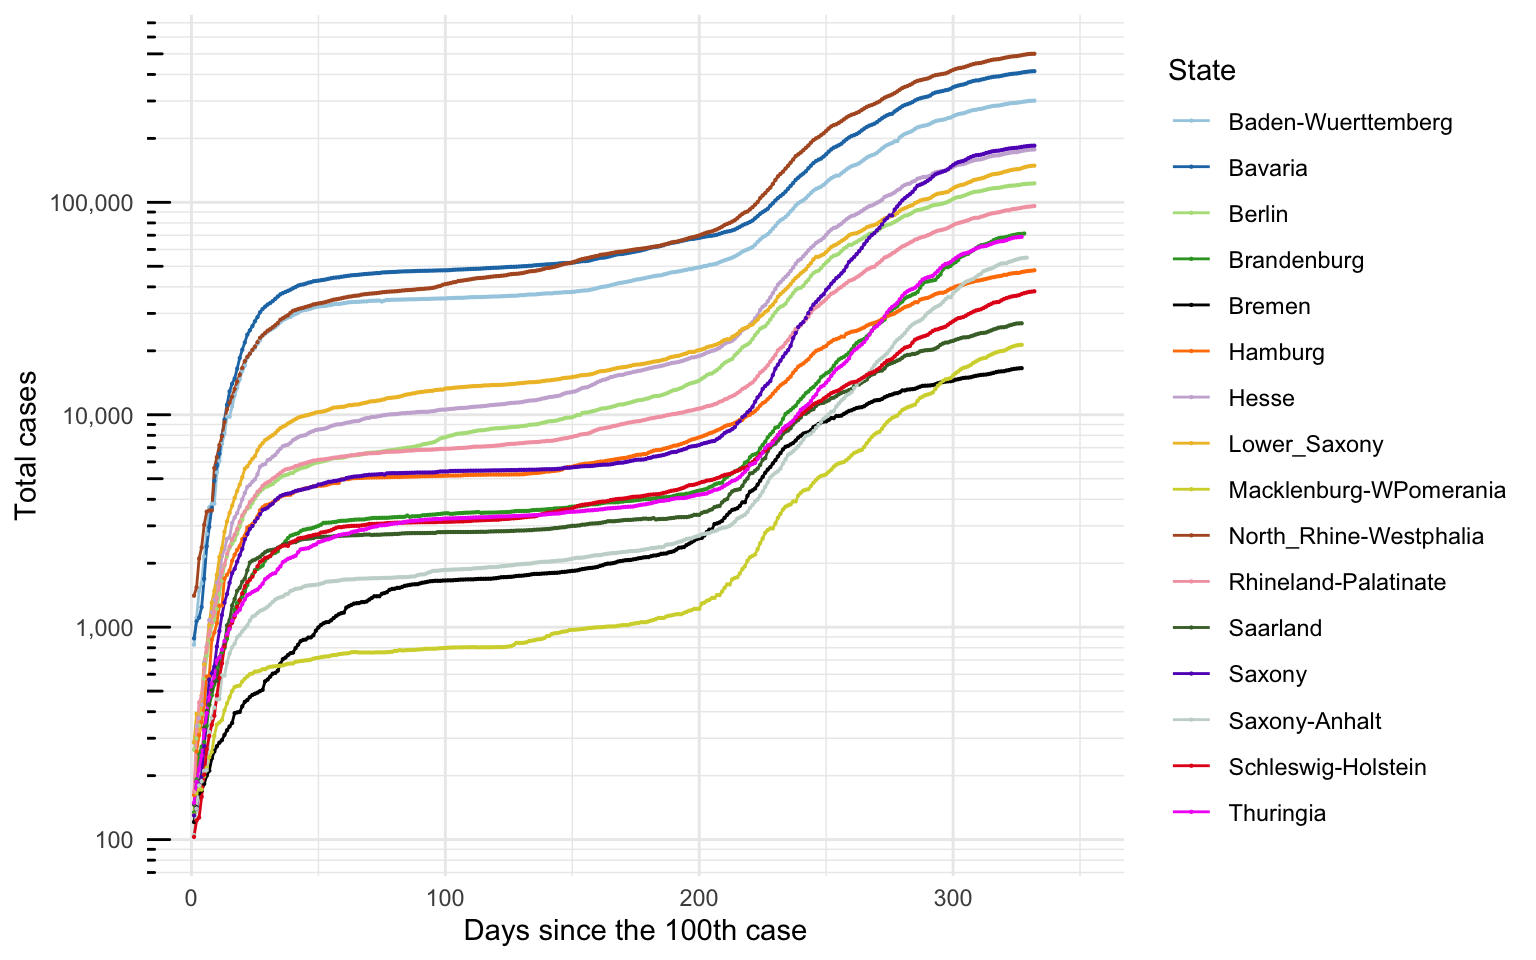 Total cases
100,000
10,000
1,000
100
0 100 200 300
Days since the 100th case
State
Baden-Wuerttemberg
Bavaria
Berlin
Brandenburg
Bremen
Hamburg
Hesse
Lower_Saxony
Macklenburg-WPomerania
North_Rhine-Westphalia
Rhineland-Palatinate
Saarland
Saxony
Saxony-Anhalt
Schleswig-Holstein
Thuringia